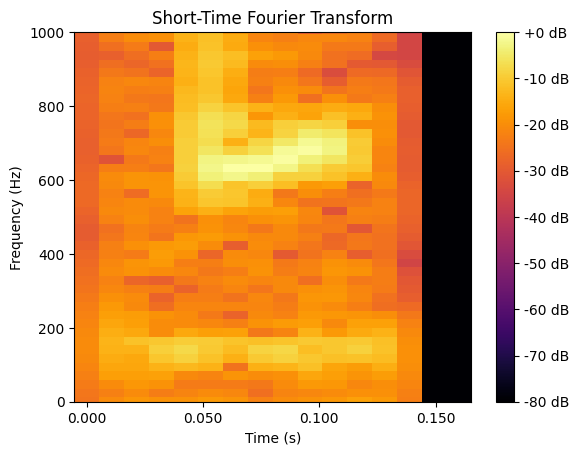 Short-Time Fourier Transform
1000
800
600
400
200
0
Frequency (Hz)
0.000
0.050
0.100
0.150
Time (s)
+0 dB
-10 dB
-20 dB
-30 dB
-40 dB
-50 dB
-60 dB
-70 dB
-80 dB